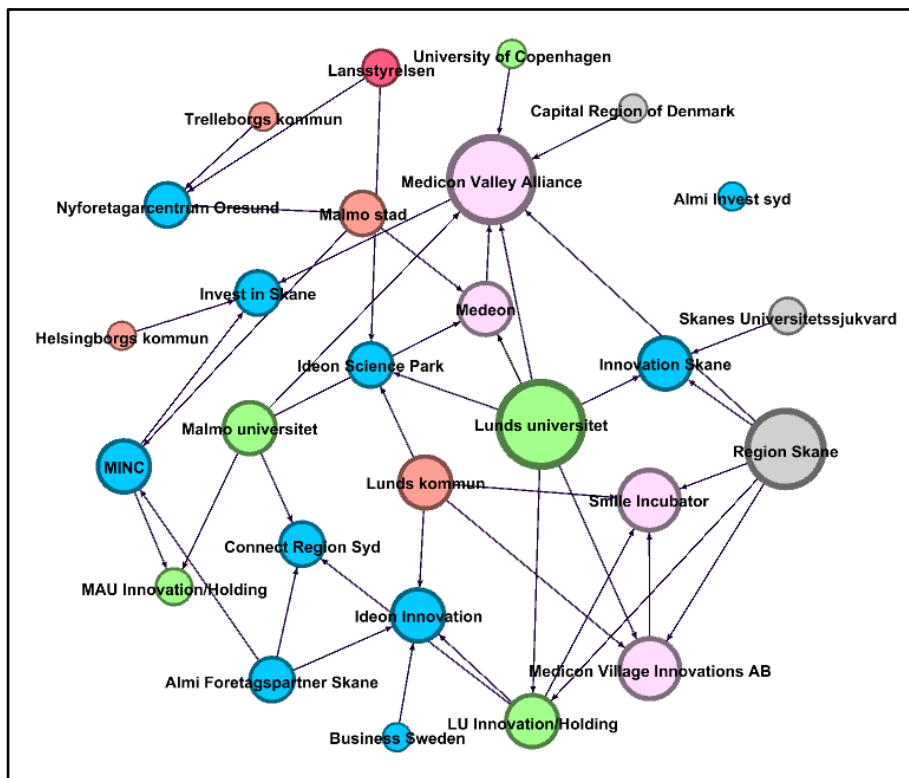 University of Copenhagen
Lansstyrelsen
Capital Region of Denmark
Trelleborgs kommun
Medicon Valley Alliance
Almi Invest syd
Nyforetagarcentrum Oresund
Malmo stad
Invest in Skane
Medeon
Skanes Universitetssjukvard
Helsingborgs kommun
Ideon Science Park
Innovation Skane
Malmo universitet
Lunds universitet
Region Skane
MINC
Lunds kommun
Smile Incubator
Connect Region Syd
MAU Innovation/Holding
Ideon Innovation
Medicon Village Innovations AB
Almi Foretagspartner Skane
LU Innovation/Holding
Business Sweden